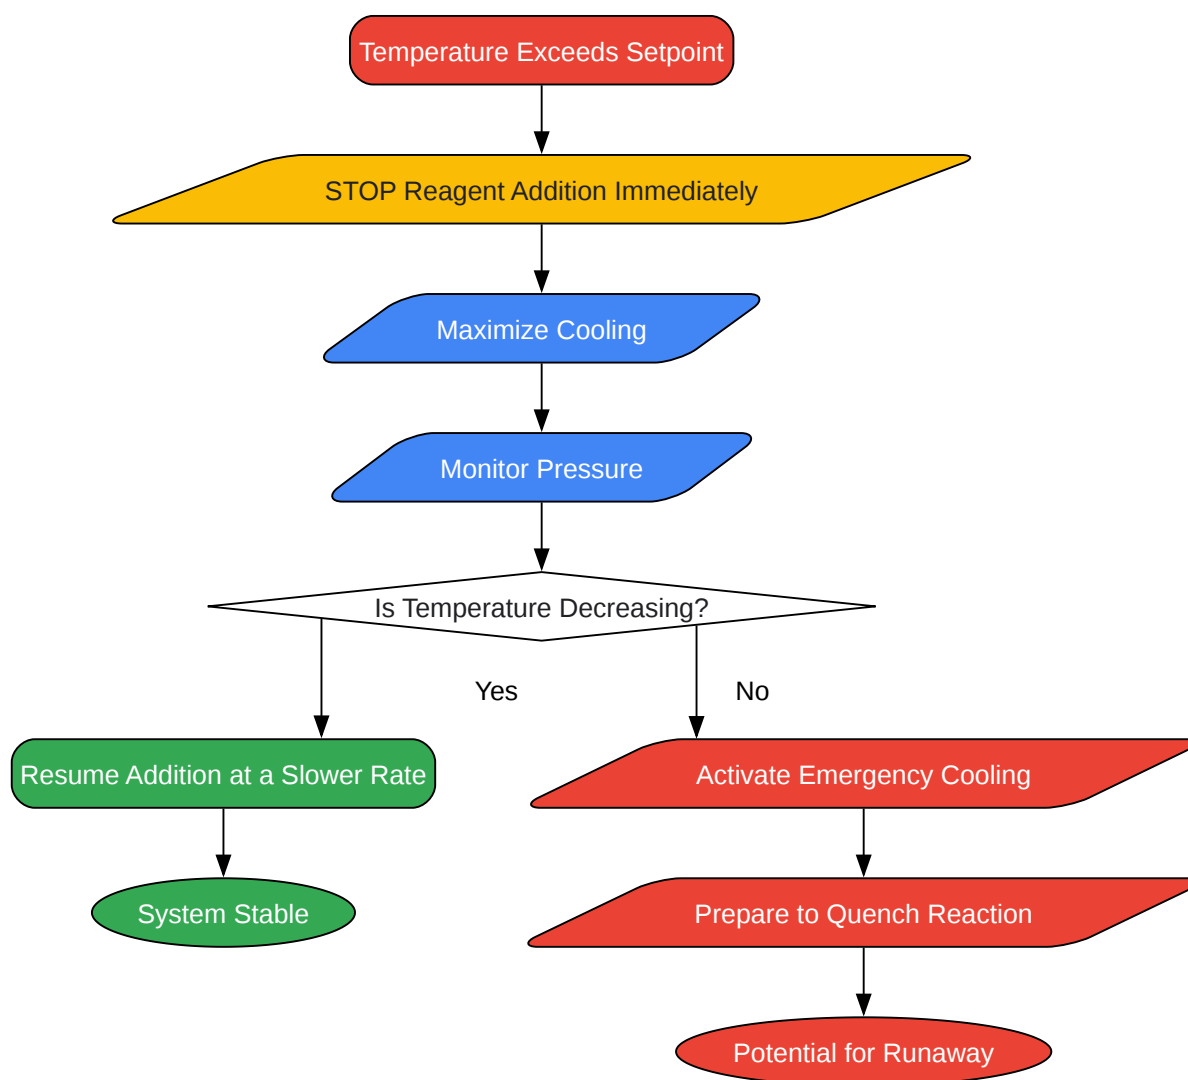 Temperature Exceeds Setpoint
STOP Reagent Addition Immediately
Maximize Cooling
Monitor Pressure
Is Temperature Decreasing?
Yes
No
Resume Addition at a Slower Rate
Activate Emergency Cooling
System Stable
Prepare to Quench Reaction
Potential for Runaway